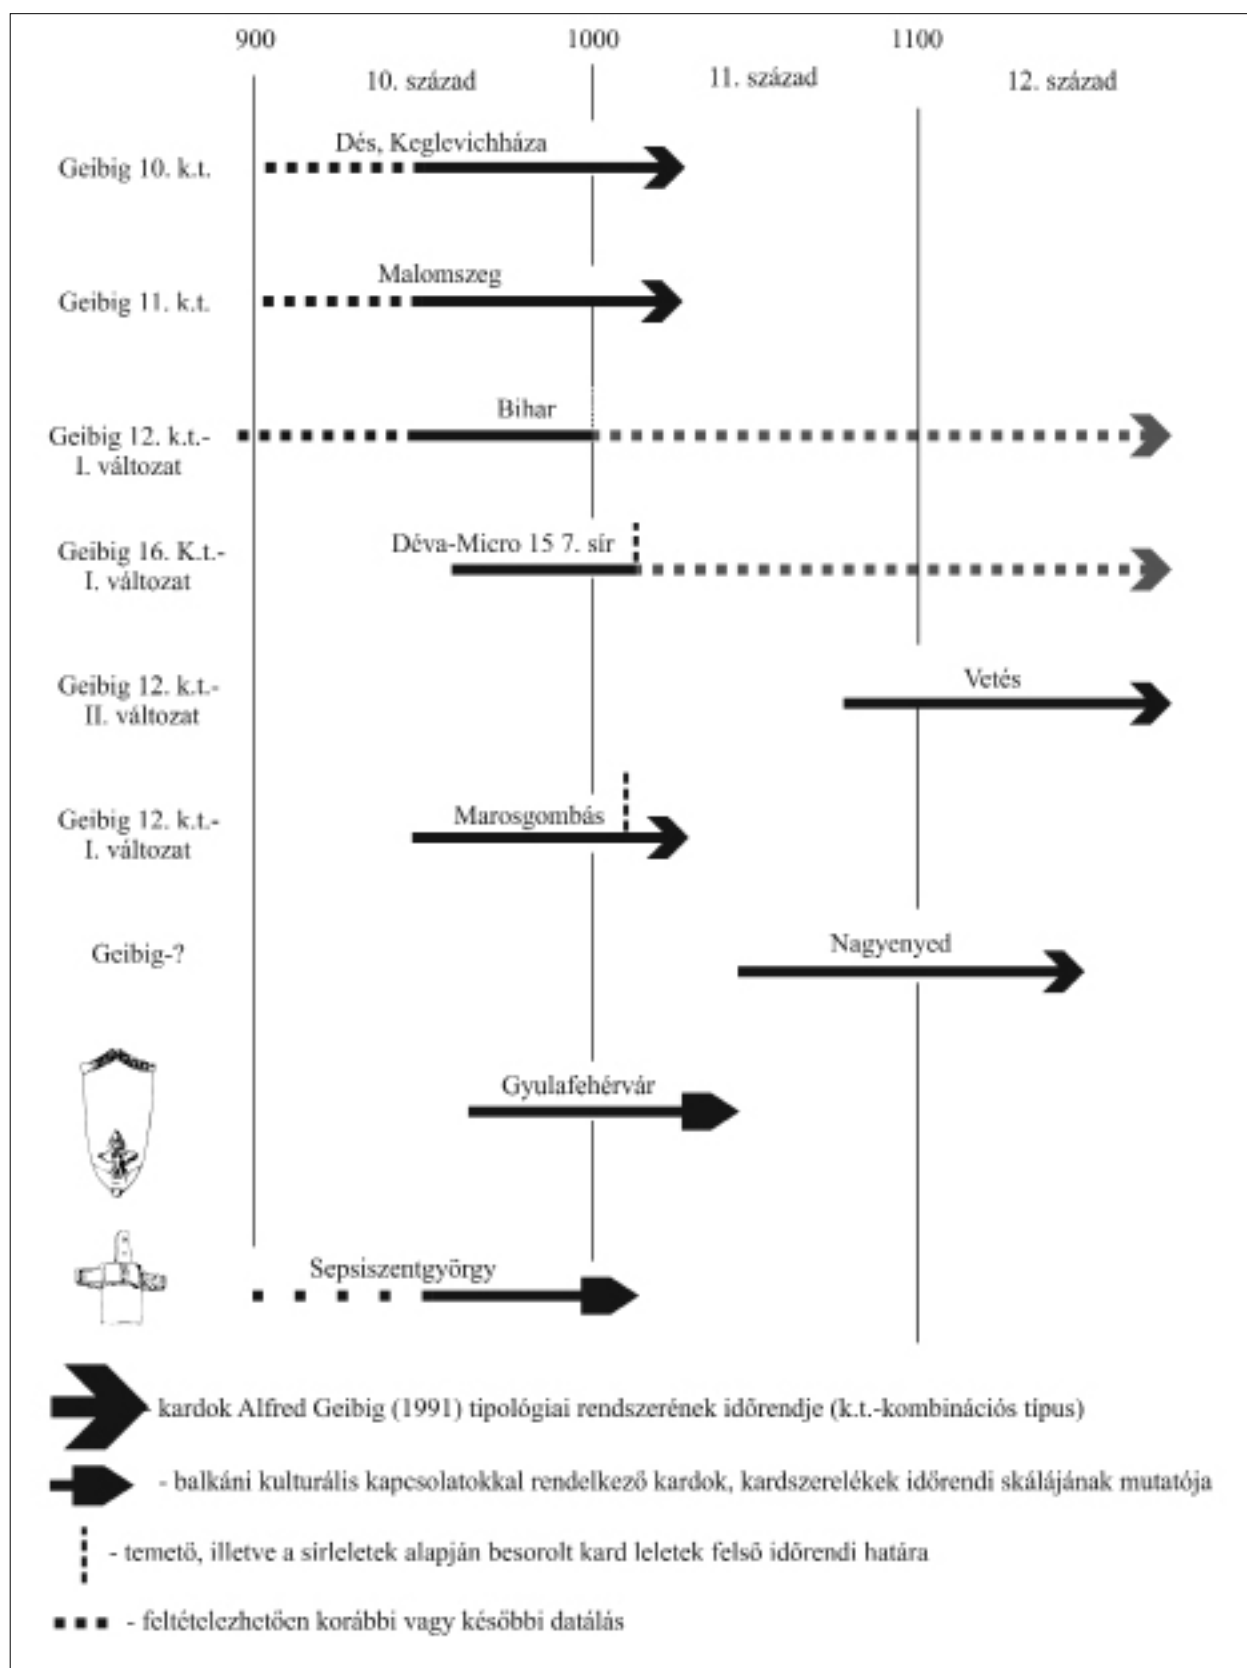 900 1000 1100
10. század 11. század 12. század
Dés, Keglevichháza
Geibig 10. k.t.
Malomszeg
Geibig 11. k.t.
Bihar
Geibig 12. k.t.-
I. változat
Déva-Micro 15 7. sír
Geibig 16. K.t.-
I. változat
Vetés
Geibig 12. k.t.-
II. változat
Marosgombás
Geibig 12. k.t.-
I. változat
Nagyenyed
Geibig-?
Gyulafehérvár
Sepsiszentgyörgy
- kardok Alfred Geibig (1991) tipológiai rendszerének időrendje (k.t.-kombinációs típus)
- balkáni kulturális kapcsolatokkal rendelkező kardok, kardszerelékek időrendi skálájának mutatója
- temető, illetve a sírleletek alapján besorolt kard leletek felső időrendi határa
- feltételezhetően korábbi vagy későbbi datálás